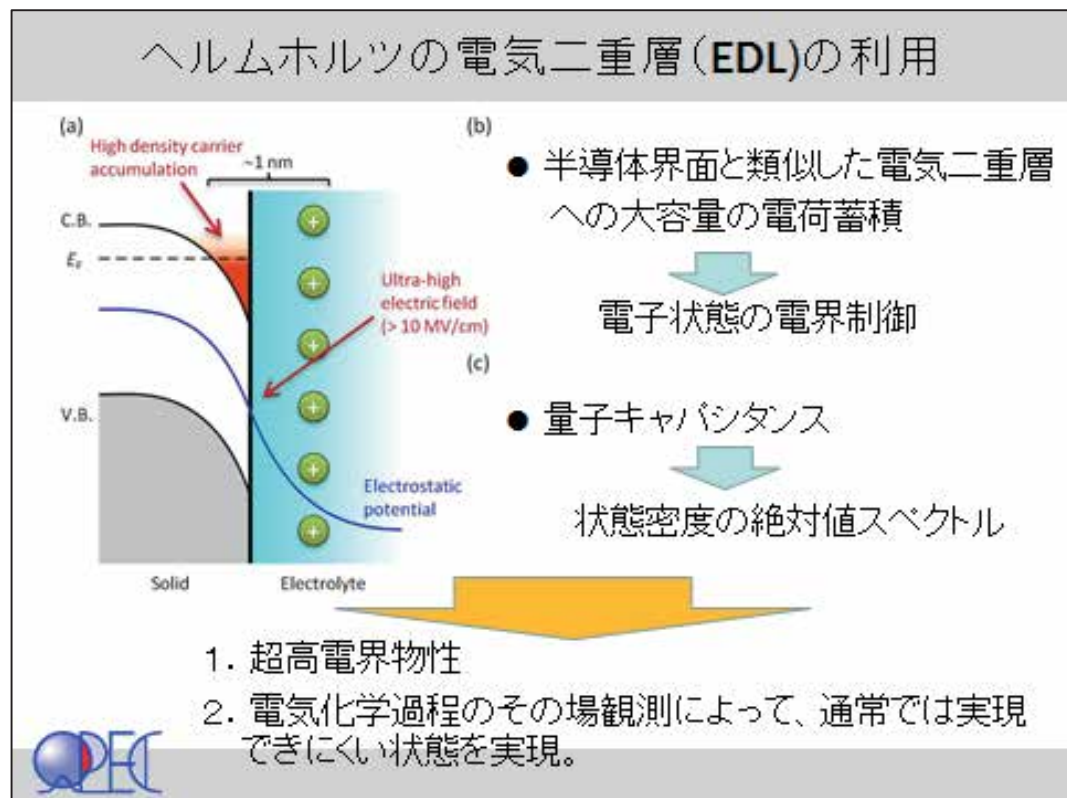 ヘルムホルツの電気二重層(EDL)の利用
(a)
High density carrier
accumulation
~1 nm
C.B.
E_F
Ultra-high
electric field
(> 10 MV/cm)
V.B.
Electrostatic
potential
Solid
Electrolyte
+
+
+
+
+
+
(b)
● 半導体界面と類似した電気二重層
への大容量の電荷蓄積
電子状態の電界制御
(c)
● 量子キャパシタンス
状態密度の絶対値スペクトル
1. 超高電界物性
2. 電気化学過程のその場観測によって、通常では実現
できにくい状態を実現。